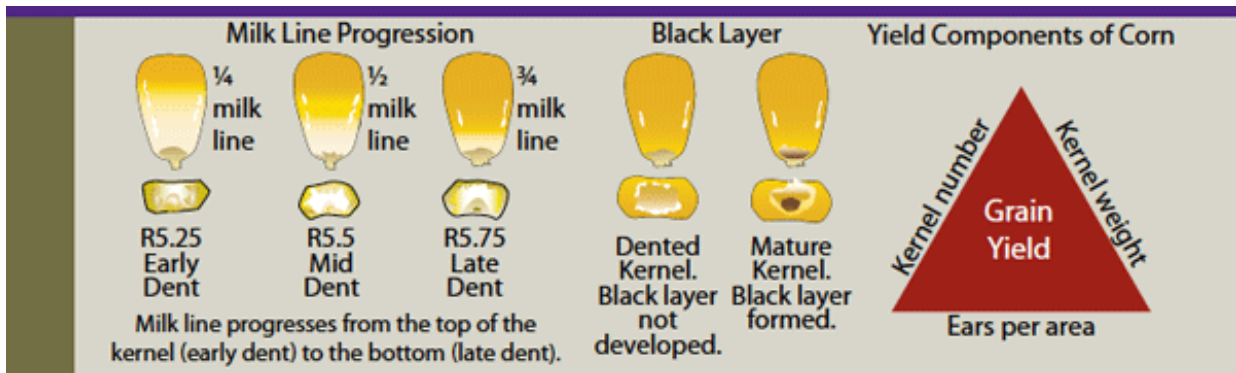 Milk Line Progression
¼
milk
line
½
milk
line
¾
milk
line
R5.25
Early
Dent
R5.5
Mid
Dent
R5.75
Late
Dent
Milk line progresses from the top of the
kernel (early dent) to the bottom (late dent).
Black Layer
Dented
Kernel.
Black layer
not
developed.
Mature
Kernel.
Black layer
formed.
Yield Components of Corn
Kernel number
Kernel weight
Grain
Yield
Ears per area